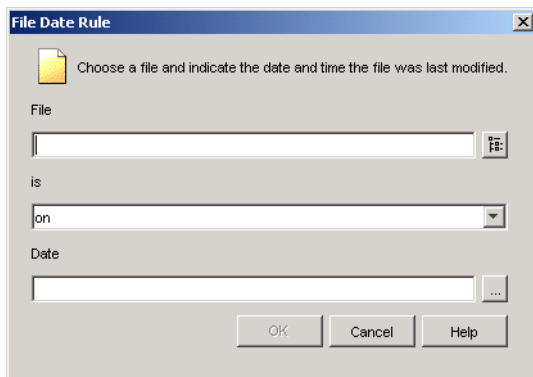 File Date Rule
Choose a file and indicate the date and time the file was last modified.
File
is
on
Date
...
OK
Cancel
Help